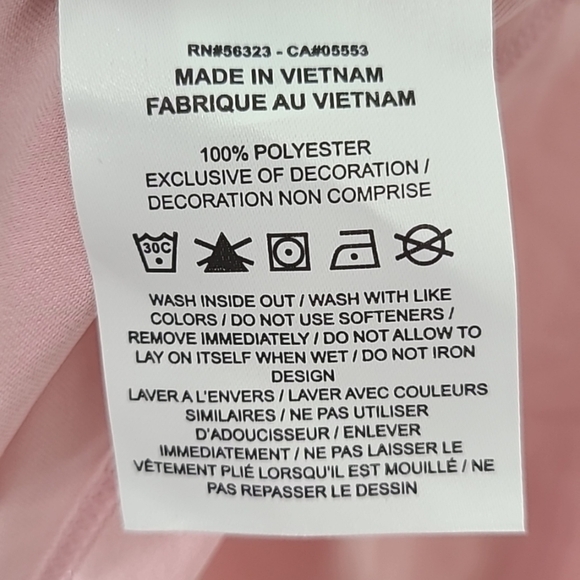 RN#56323 - CA#05553
MADE IN VIETNAM
FABRIQUE AU VIETNAM
100% POLYESTER
EXCLUSIVE OF DECORATION /
DECORATION NON COMPRISE
30C
WASH INSIDE OUT / WASH WITH LIKE
COLORS / DO NOT USE SOFTENERS /
REMOVE IMMEDIATELY / DO NOT ALLOW TO
LAY ON ITSELF WHEN WET / DO NOT IRON
DESIGN
LAVER A L'ENVERS / LAVER AVEC COULEURS
SIMILAIRES / NE PAS UTILISER
D'ADOUCISSEUR / ENLEVER
IMMEDIATEMENT / NE PAS LAISSER LE
VÊTEMENT PLIÉ LORSQU'IL EST MOUILLÉ / NE
PAS REPASSER LE DESSIN